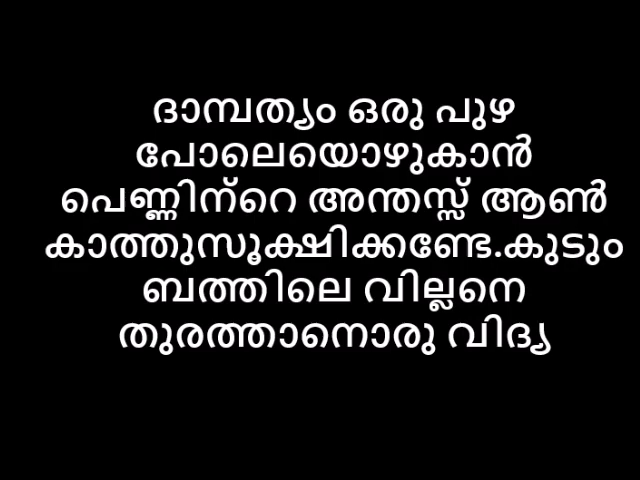 ദാമ്പത്യം ഒരു പുഴ
പോലെയൊഴുകാൻ
പെണ്ണിന്റെ അന്തസ്സ് ആൺ
കാത്തുസൂക്ഷിക്കണ്ടേ.കുടും
ബത്തിലെ വില്ലനെ
തുരത്താനൊരു വിദ്യ